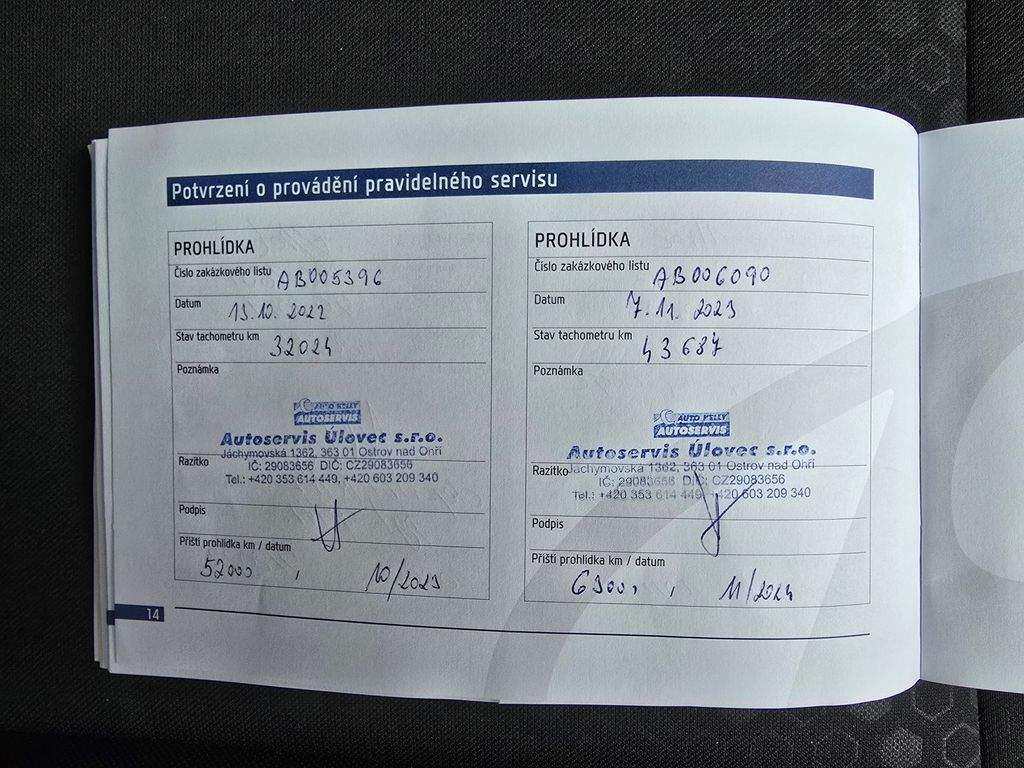 Potvrzení o provádění pravidelného servisu
PROHLÍDKA
Číslo zakázkového listu AB005396
Datum 13.10. 2022
Stav tachometru km 32024
Poznámka
AUTO KELLY
AUTOSERVIS
Autoservis Úlovec s.r.o.
Jáchymovská 1362, 363 01 Ostrov nad Ohří
IČ: 29083656 DIČ: CZ29083656
Razítko
Tel.: +420 353 614 449, +420 603 209 340
Podpis
Příští prohlídka km / datum
52000, 10/2023
PROHLÍDKA
Číslo zakázkového listu AB006090
Datum 7.11. 2023
Stav tachometru km 43687
Poznámka
AUTO KELLY
AUTOSERVIS
Autoservis Úlovec s.r.o.
Jáchymovská 1362, 363 01 Ostrov nad Ohří
Razítko
IČ: 29083656 DIČ: CZ29083656
Tel.: +420 353 614 449, +420 603 209 340
Podpis
Příští prohlídka km / datum
63000, 11/2024
14